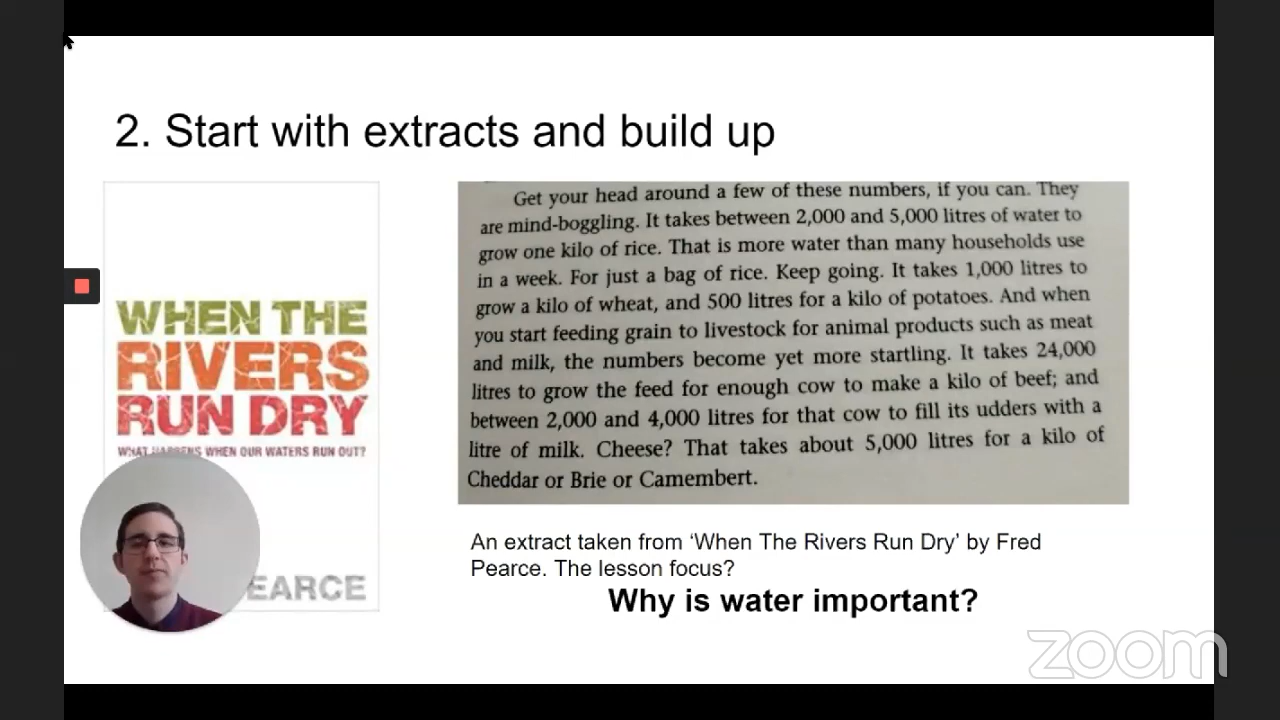 2. Start with extracts and build up
WHEN THE
RIVERS
RUN DRY
WHAT HAPPENS WHEN OUR WATERS RUN OUT?
EARCE
Get your head around a few of these numbers, if you can. They
are mind-boggling. It takes between 2,000 and 5,000 litres of water to
grow one kilo of rice. That is more water than many households use
in a week. For just a bag of rice. Keep going. It takes 1,000 litres to
grow a kilo of wheat, and 500 litres for a kilo of potatoes. And when
you start feeding grain to livestock for animal products such as meat
and milk, the numbers become yet more startling. It takes 24,000
litres to grow the feed for enough cow to make a kilo of beef; and
between 2,000 and 4,000 litres for that cow to fill its udders with a
litre of milk. Cheese? That takes about 5,000 litres for a kilo of
Cheddar or Brie or Camembert.
An extract taken from ‘When The Rivers Run Dry’ by Fred
Pearce. The lesson focus?
Why is water important?
zoom